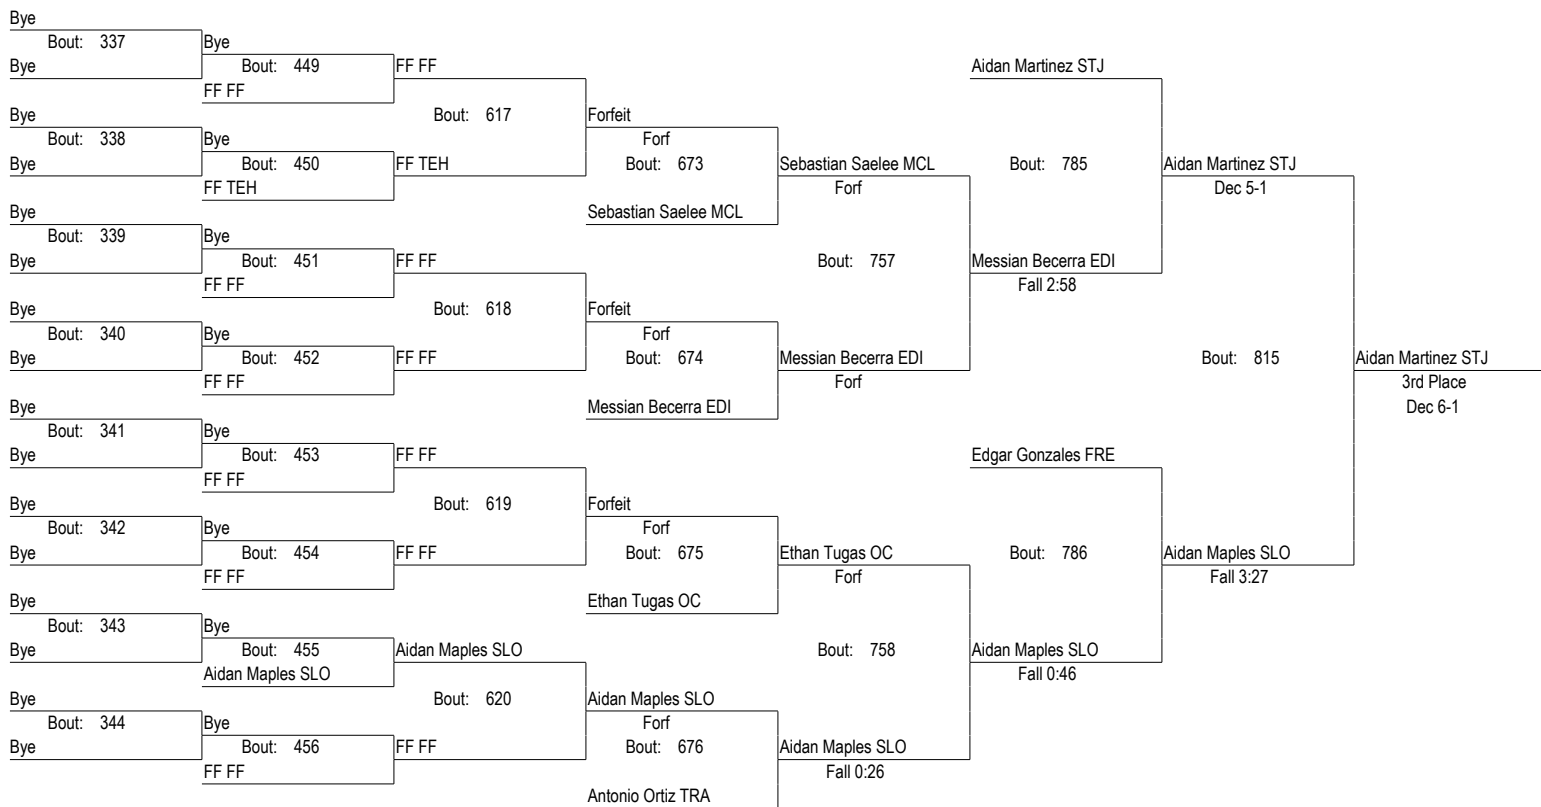 Bye
Bout: 337 Bye
Bye Bout: 449 FF FF Aidan Martinez STJ
FF FF
Bye Bout: 617 Forfeit
Bout: 338 Bye Forf
Bye Bout: 450 FF TEH Bout: 673 Sebastian Saelee MCL Bout: 785 Aidan Martinez STJ
FF TEH Forf Dec 5-1
Bye Sebastian Saelee MCL
Bout: 339 Bye
Bye Bout: 451 FF FF Bout: 757 Messian Becerra EDI
FF FF Fall 2:58
Bye Bout: 618 Forfeit
Bout: 340 Bye Forf
Bye Bout: 452 FF FF Bout: 674 Messian Becerra EDI Bout: 815 Aidan Martinez STJ
FF FF Forf 3rd Place
Bye Messian Becerra EDI Dec 6-1
Bout: 341 Bye
Bye Bout: 453 FF FF Edgar Gonzales FRE
FF FF
Bye Bout: 619 Forfeit
Bout: 342 Bye Forf
Bye Bout: 454 FF FF Bout: 675 Ethan Tugas OC Bout: 786 Aidan Maples SLO
FF FF Forf Fall 3:27
Bye Ethan Tugas OC
Bout: 343 Bye
Bye Bout: 455 Aidan Maples SLO Bout: 758 Aidan Maples SLO
Aidan Maples SLO Fall 0:46
Bye Bout: 620 Aidan Maples SLO
Bout: 344 Bye Forf
Bye Bout: 456 FF FF Bout: 676 Aidan Maples SLO
FF FF Fall 0:26
Antonio Ortiz TRA